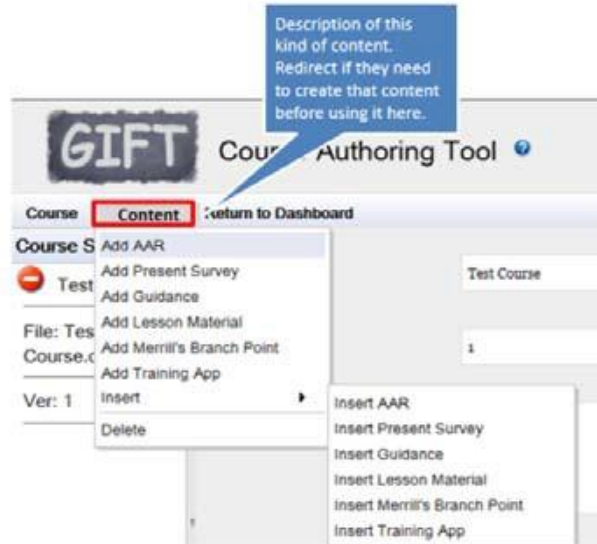 Description of this
kind of content.
Redirect if they need
to create that content
before using it here.
GIFT
Authoring Tool
Course
Content
Return to Dashboard
Course S
Test
File: Tes
Course.c
Ver: 1
Add AAR
Add Present Survey
Add Guidance
Add Lesson Material
Add Merrill's Branch Point
Add Training App
Insert
Delete
Insert AAR
Insert Present Survey
Insert Guidance
Insert Lesson Material
Insert Merrill's Branch Point
Insert Training App
Test Course
1